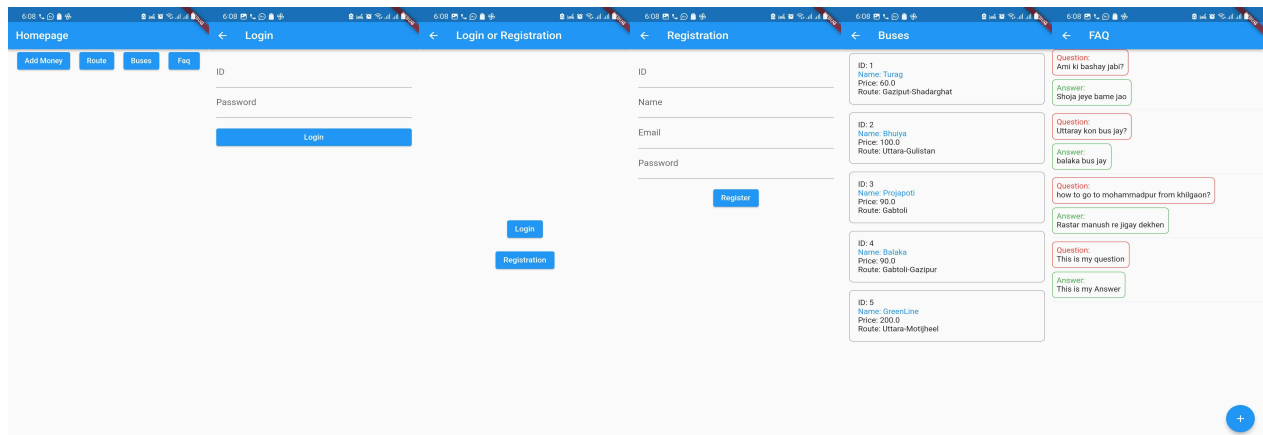 6:08
Homepage
Add Money
Route
Buses
Faq
6:08
Login
ID
Password
Login
6:08
Login or Registration
Login
Registration
6:08
Registration
ID
Name
Email
Password
Register
6:08
Buses
ID: 1
Name: Turag
Price: 60.0
Route: Gaziput-Shadarghat
ID: 2
Name: Bhuiya
Price: 100.0
Route: Uttara-Gulistan
ID: 3
Name: Projapoti
Price: 90.0
Route: Gabtoli
ID: 4
Name: Balaka
Price: 90.0
Route: Gabtoli-Gazipur
ID: 5
Name: GreenLine
Price: 200.0
Route: Uttara-Motijheel
6:08
FAQ
Question:
Ami ki bashay jabi?
Answer:
Shoja jeye bame jao
Question:
Uttaray kon bus jay?
Answer:
balaka bus jay
Question:
how to go to mohammadpur from khilgaon?
Answer:
Rastar manush re jigay dekhen
Question:
This is my question
Answer:
This is my Answer
+